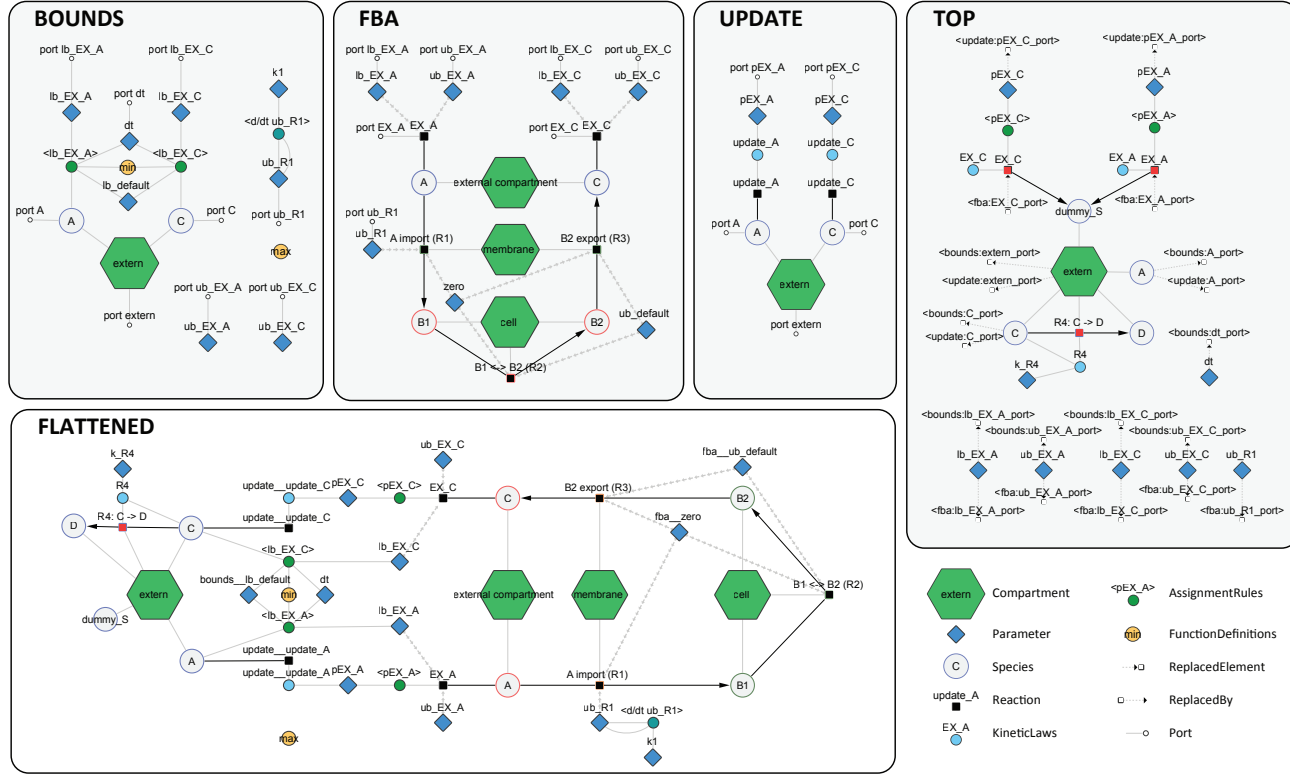 BOUNDS
port lb_EX_A
port lb_EX_C
k1
lb_EX_A
port dt
lb_EX_C
<d/dt ub_R1>
dt
<lb_EX_A>
<lb_EX_C>
min
ub_R1
lb_default
port A
A
C
port C
port ub_R1
extern
max
port ub_EX_A
port ub_EX_C
port extern
ub_EX_A
ub_EX_C
FBA
port lb_EX_A
port ub_EX_A
port lb_EX_C
port ub_EX_C
lb_EX_A
ub_EX_A
lb_EX_C
ub_EX_C
port EX_A
EX_A
port EX_C
EX_C
A
external compartment
C
port ub_R1
ub_R1
A import (R1)
membrane
B2 export (R3)
zero
B1
cell
B2
ub_default
B1 <-> B2 (R2)
UPDATE
port pEX_A
port pEX_C
pEX_A
pEX_C
update_A
update_C
update_A
update_C
port A
A
C
port C
extern
port extern
TOP
<update:pEX_C_port>
<update:pEX_A_port>
pEX_C
pEX_A
<pEX_C>
<pEX_A>
EX_C
EX_C
EX_A
EX_A
<fba:EX_C_port>
<fba:EX_A_port>
dummy_S
<bounds:extern_port>
extern
A
<bounds:A_port>
<update:extern_port>
<update:A_port>
<bounds:C_port>
C
R4: C -> D
D
<update:C_port>
<bounds:dt_port>
R4
k_R4
dt
<bounds:lb_EX_A_port>
<bounds:lb_EX_C_port>
<bounds:ub_EX_A_port>
<bounds:ub_EX_C_port>
lb_EX_A
ub_EX_A
lb_EX_C
ub_EX_C
ub_R1
<fba:ub_EX_A_port>
<fba:ub_EX_C_port>
<fba:lb_EX_A_port>
<fba:lb_EX_C_port>
<fba:ub_R1_port>
FLATTENED
k_R4
R4
D
R4: C -> D
C
update__update_C
pEX_C
<pEX_C>
ub_EX_C
EX_C
C
B2 export (R3)
fba__ub_default
B2
update__update_C
fba__zero
<lb_EX_C>
lb_EX_C
bounds__lb_default
dt
extern
min
external compartment
membrane
cell
B1 <-> B2 (R2)
dummy_S
<lb_EX_A>
lb_EX_A
A
update__update_A
update__update_A
pEX_A
<pEX_A>
EX_A
A
A import (R1)
B1
ub_EX_A
ub_R1
<d/dt ub_R1>
max
k1
extern
Compartment
<pEX_A>
AssignmentRules
Parameter
min
FunctionDefinitions
C
Species
ReplacedElement
update_A
Reaction
ReplacedBy
EX_A
KineticLaws
Port